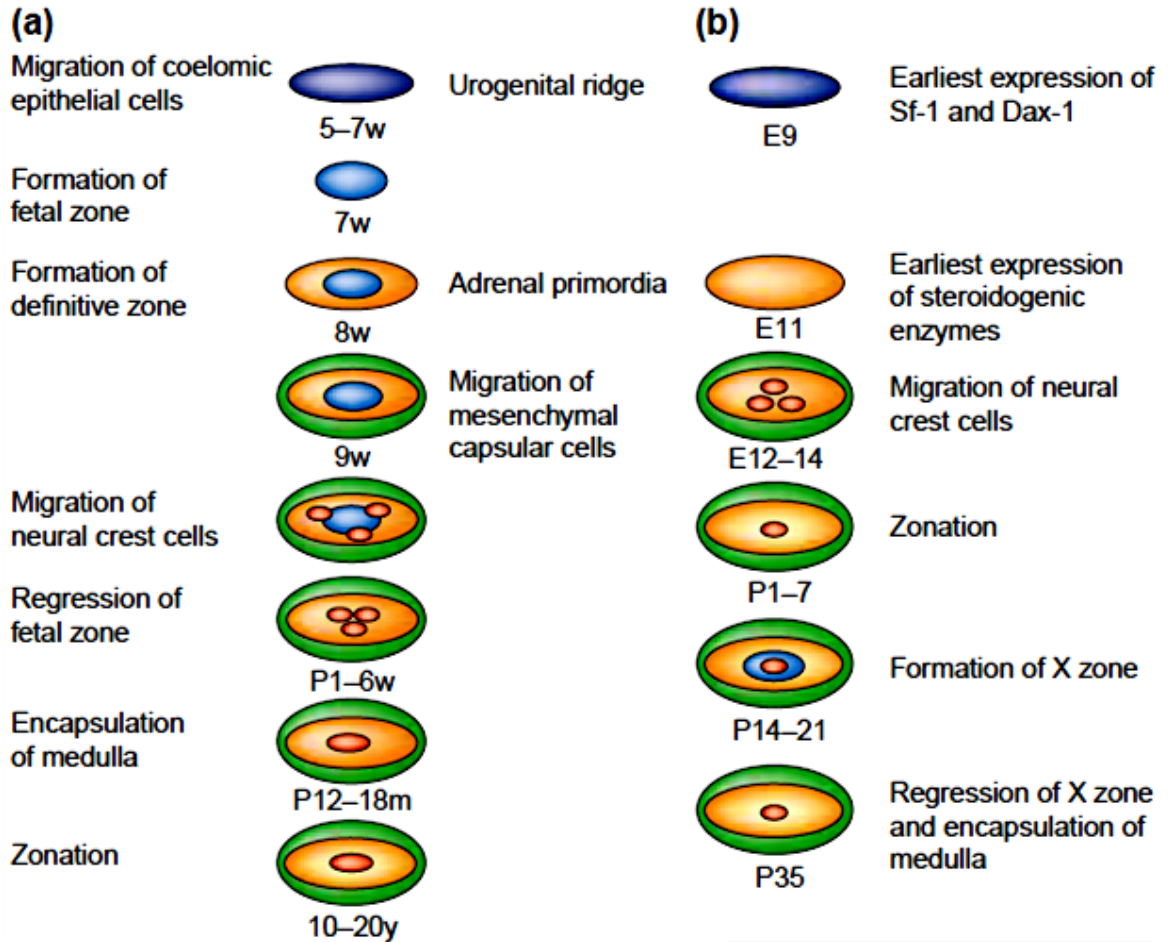 (a)
Migration of coelomic
epithelial cells
5–7w
Urogenital ridge
Formation of
fetal zone
7w
Formation of
definitive zone
8w
Adrenal primordia
9w
Migration of
mesenchymal
capsular cells
Migration of
neural crest cells
Regression of
fetal zone
P1–6w
Encapsulation
of medulla
P12–18m
Zonation
10–20y
(b)
E9
Earliest expression of
Sf-1 and Dax-1
E11
Earliest expression
of steroidogenic
enzymes
E12–14
Migration of neural
crest cells
P1–7
Zonation
P14–21
Formation of X zone
P35
Regression of X zone
and encapsulation of
medulla